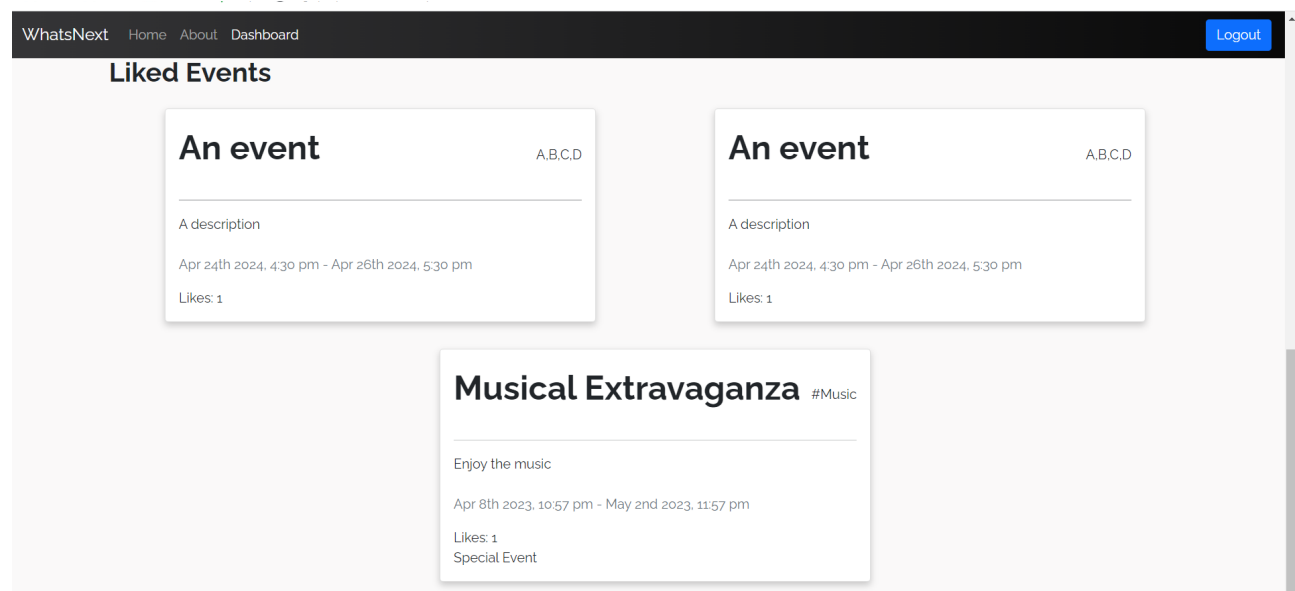 WhatsNext Home About Dashboard Logout
Liked Events
An event A,B,C,D
A description
Apr 24th 2024, 4:30 pm - Apr 26th 2024, 5:30 pm
Likes: 1
An event A,B,C,D
A description
Apr 24th 2024, 4:30 pm - Apr 26th 2024, 5:30 pm
Likes: 1
Musical Extravaganza #Music
Enjoy the music
Apr 8th 2023, 10:57 pm - May 2nd 2023, 11:57 pm
Likes: 1
Special Event